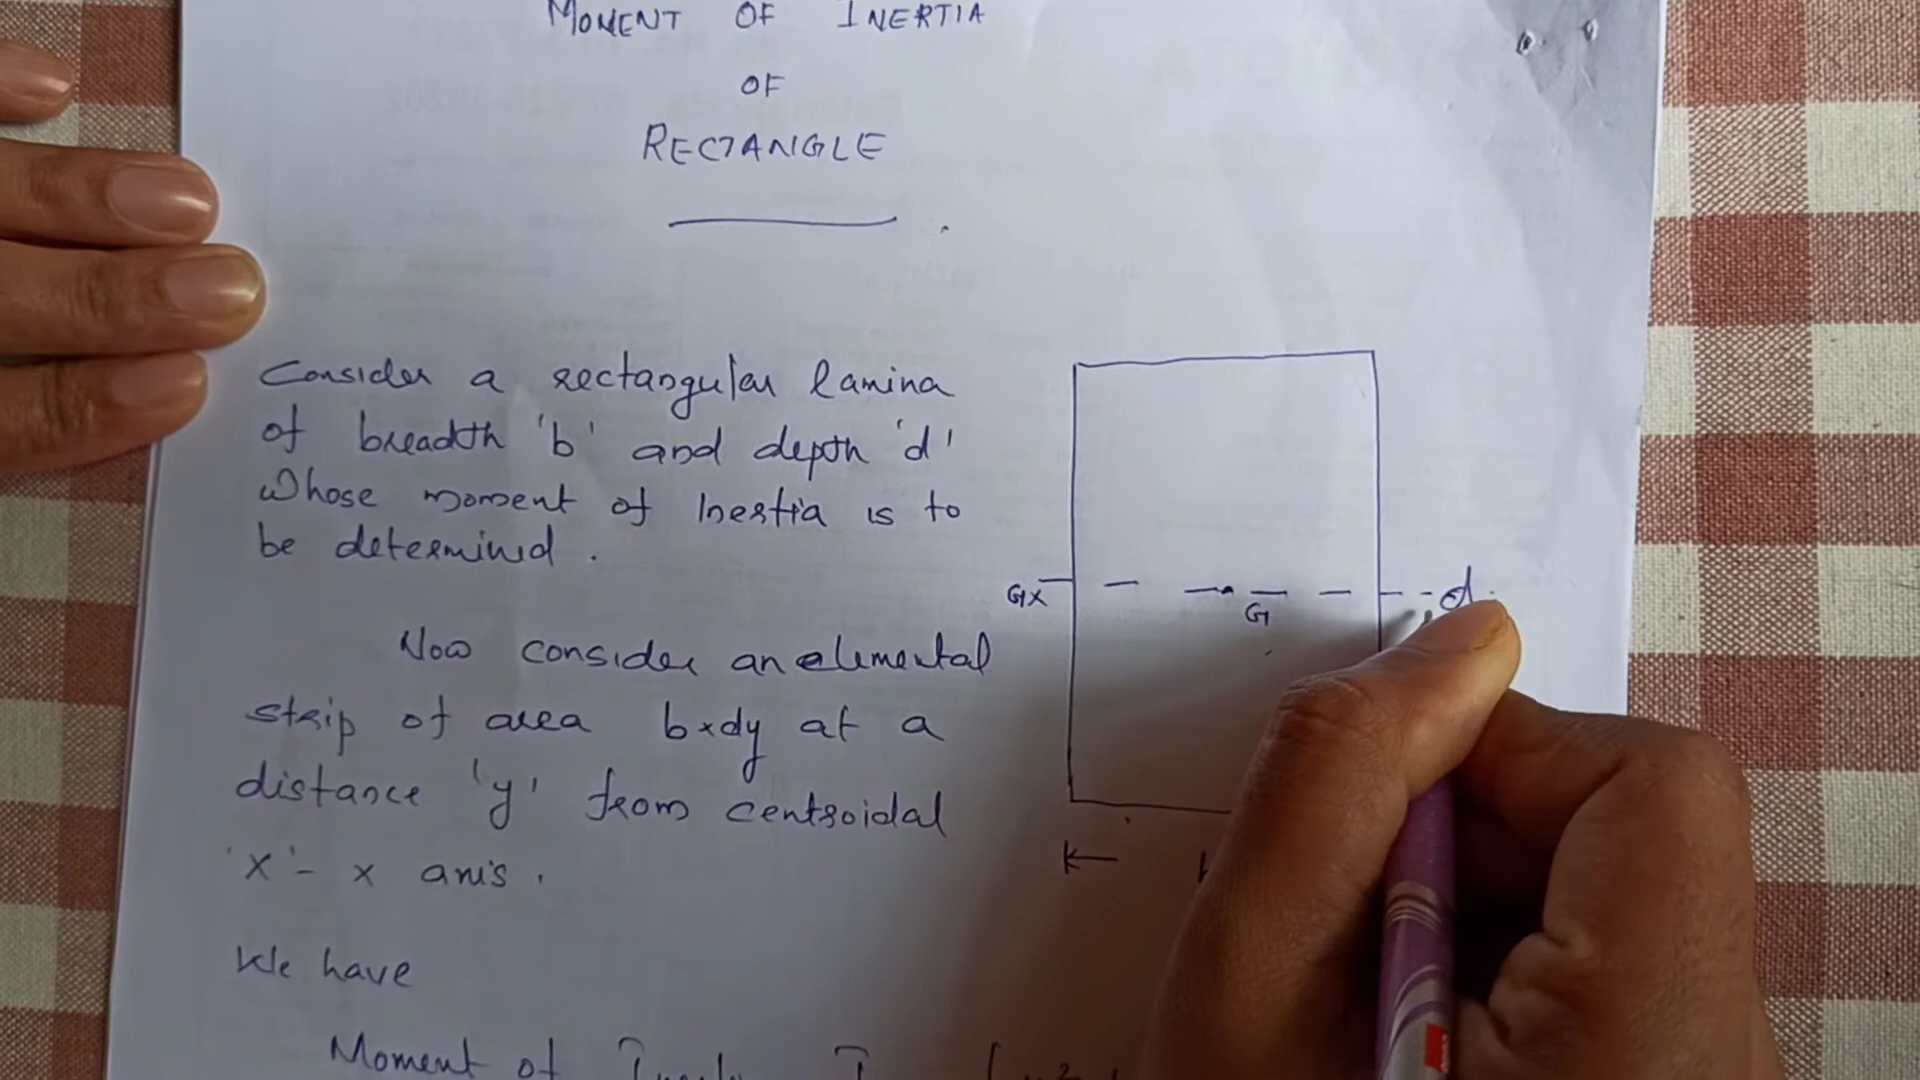 MOMENT OF INERTIA
OF
RECTANGLE
Consider a rectangular lamina
of breadth 'b' and depth 'd'
whose moment of Inertia is to
be determind.
Now consider an elemental
strip of area b×dy at a
distance 'y' from centroidal
'x'- x axis.
We have
Moment of
GX
G
d